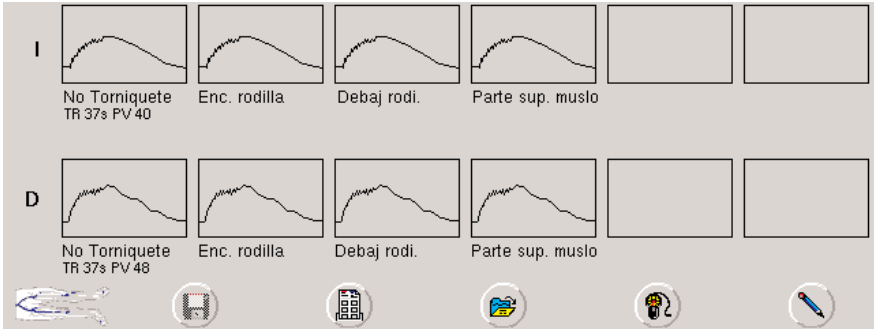 I
No Torniquete Enc. rodilla Debaj rodi. Parte sup. muslo
TR 37s PV 40
D
No Torniquete Enc. rodilla Debaj rodi. Parte sup. muslo
TR 37s PV 48